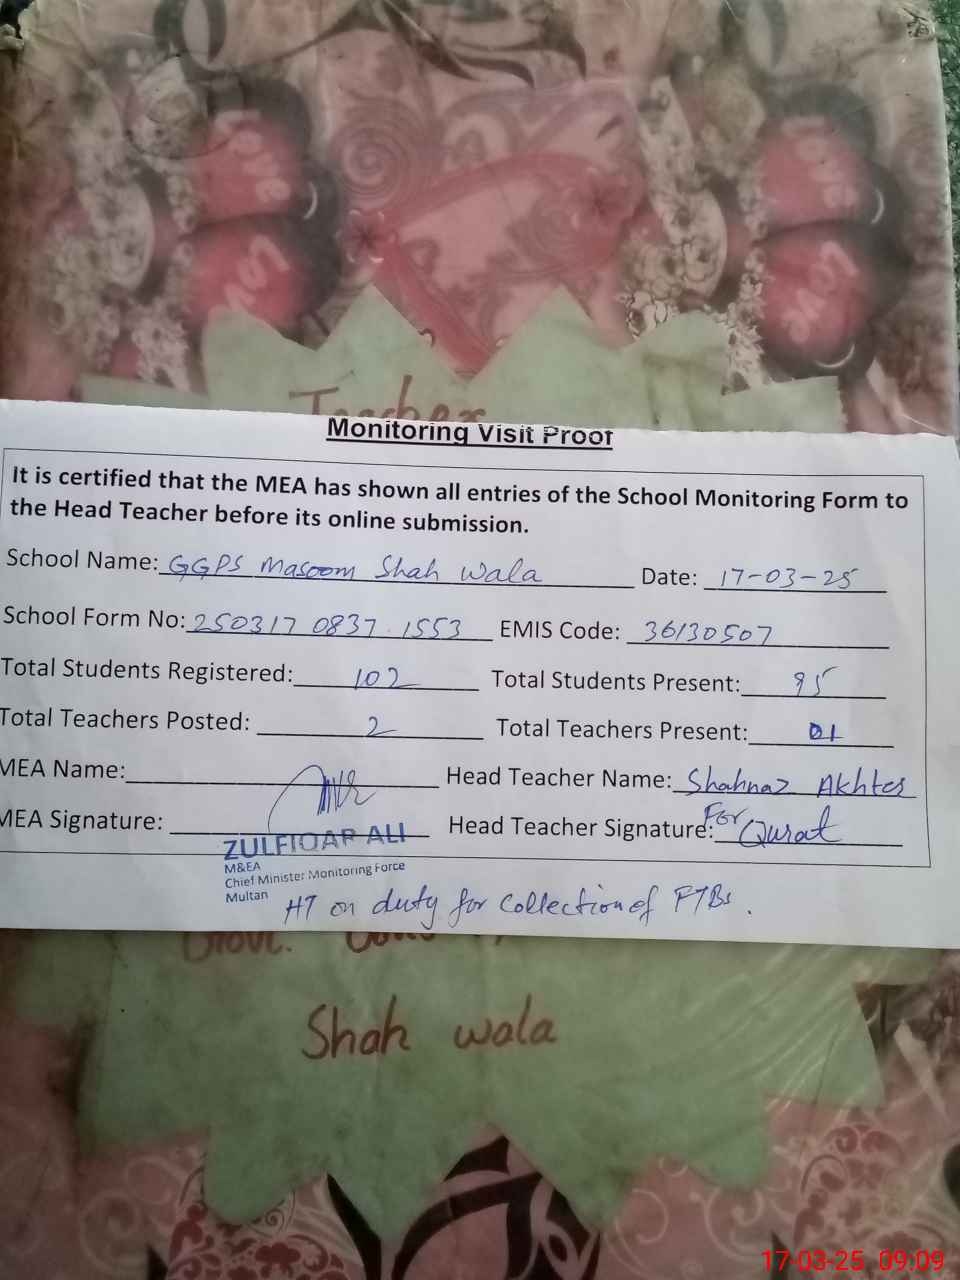 Teacher
Monitoring Visit Proof
It is certified that the MEA has shown all entries of the School Monitoring Form to
the Head Teacher before its online submission.
School Name: GGPS Masoom Shah Wala Date: 17-03-25
School Form No: 250317 0837 1553 EMIS Code: 36130507
Total Students Registered: 102 Total Students Present: 95
Total Teachers Posted: 2 Total Teachers Present: 01
MEA Name: Head Teacher Name: Shahnaz Akhter
MEA Signature: Head Teacher Signature: For Qurat
ZULFIQAR ALI
M&EA
Chief Minister Monitoring Force
Multan
HT on duty for collection of FTBs.
Shah wala
17-03-25 09:09